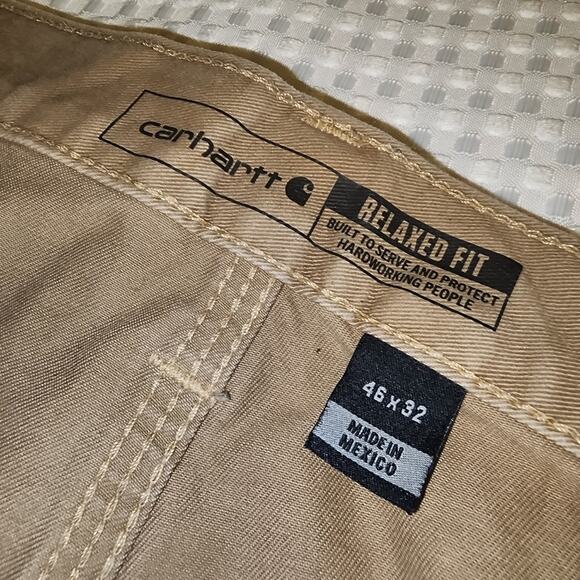 carhartt
RELAXED FIT
BUILT TO SERVE AND PROTECT
HARDWORKING PEOPLE
46 x 32
MADE IN
MEXICO